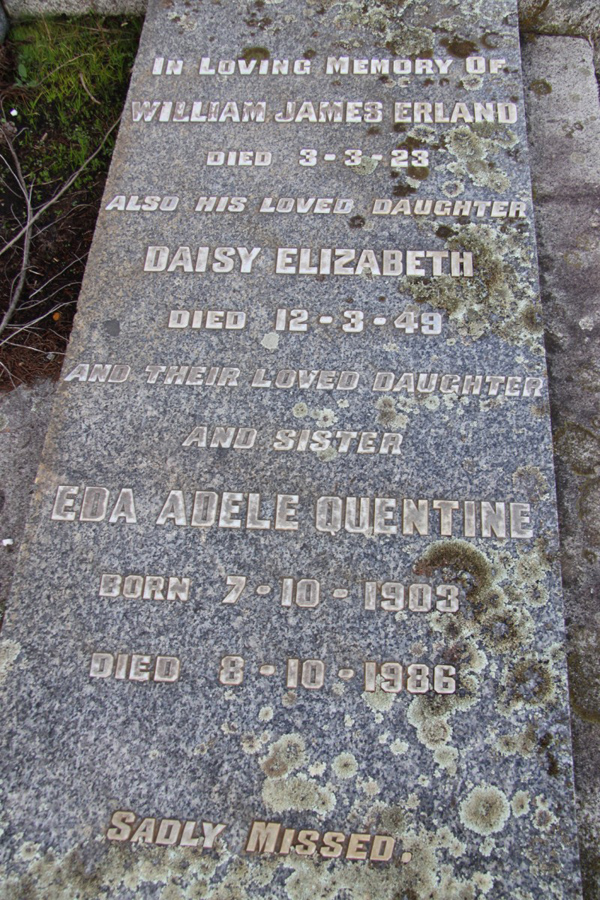 In Loving Memory Of
WILLIAM JAMES ERLAND
DIED 3-3-23
ALSO HIS LOVED DAUGHTER
DAISY ELIZABETH
DIED 12-3-49
AND THEIR LOVED DAUGHTER
AND SISTER
EDA ADELE QUENTINE
BORN 7-10-1903
DIED 8-10-1986
Sadly Missed.